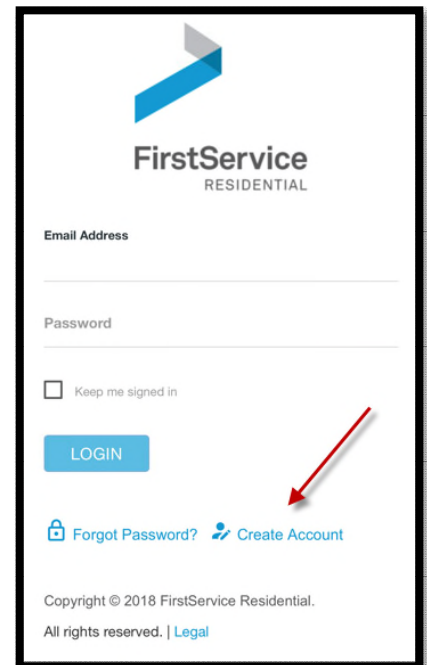 FirstService
RESIDENTIAL
Email Address
Password
Keep me signed in
LOGIN
Forgot Password? Create Account
Copyright © 2018 FirstService Residential.
All rights reserved. | Legal